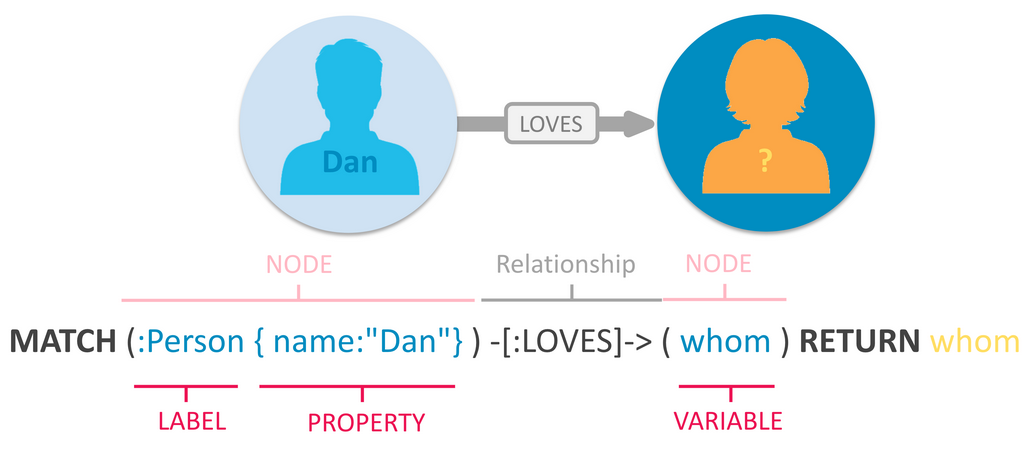 LOVES
Dan
?
NODE
Relationship
NODE
MATCH (:Person { name:"Dan"} ) -[:LOVES]-> ( whom ) RETURN whom
LABEL
PROPERTY
VARIABLE